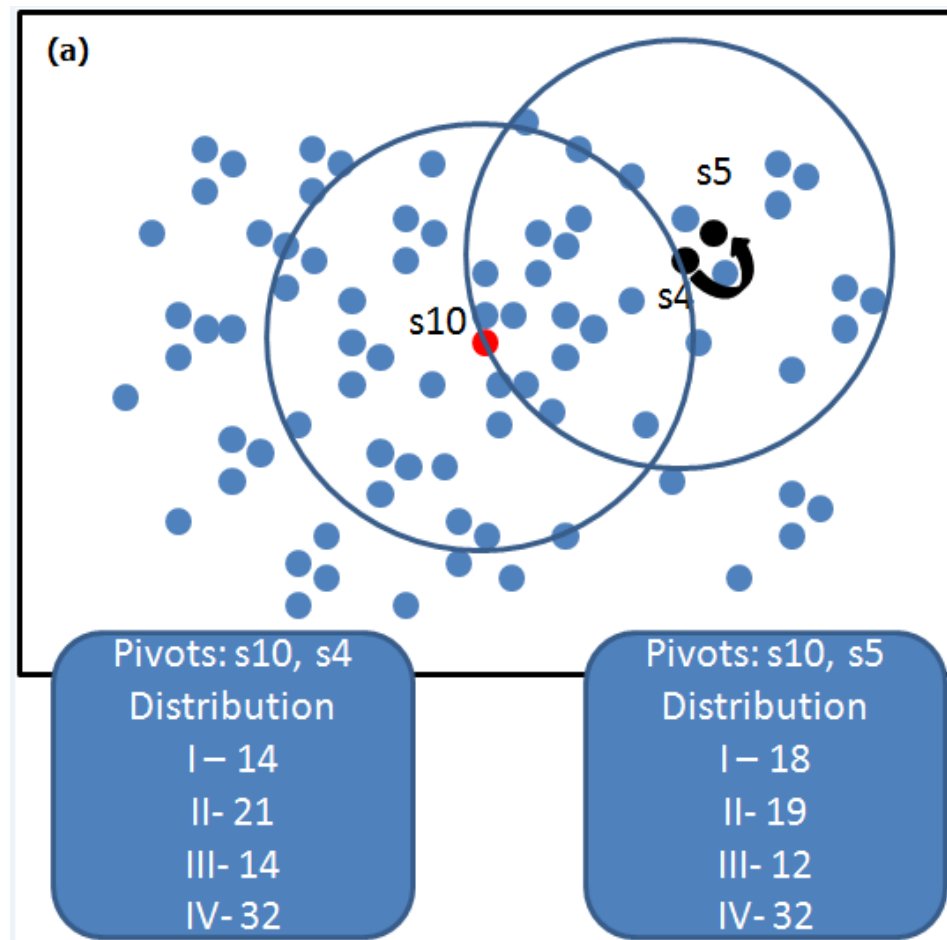 (a)
s5
s4
s10
Pivots: s10, s4
Distribution
I – 14
II- 21
III- 14
IV- 32
Pivots: s10, s5
Distribution
I – 18
II- 19
III- 12
IV- 32